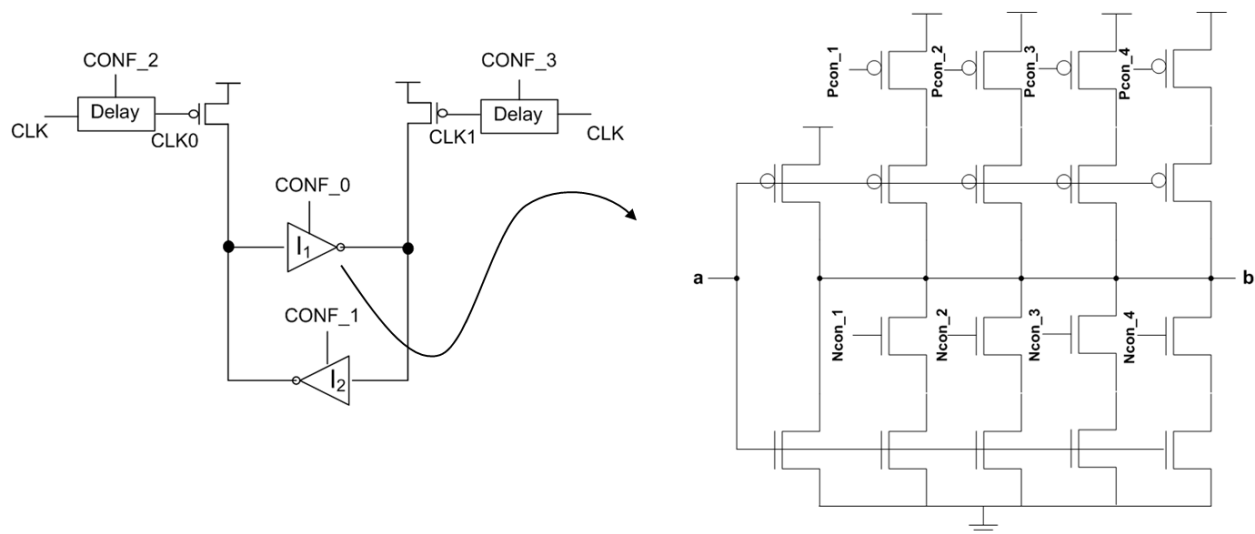 CONF_2
CONF_3
Delay
Delay
CLK
CLK0
CLK1
CLK
CONF_0
I1
CONF_1
I2
Pcon_1
Pcon_2
Pcon_3
Pcon_4
a
b
Ncon_1
Ncon_2
Ncon_3
Ncon_4